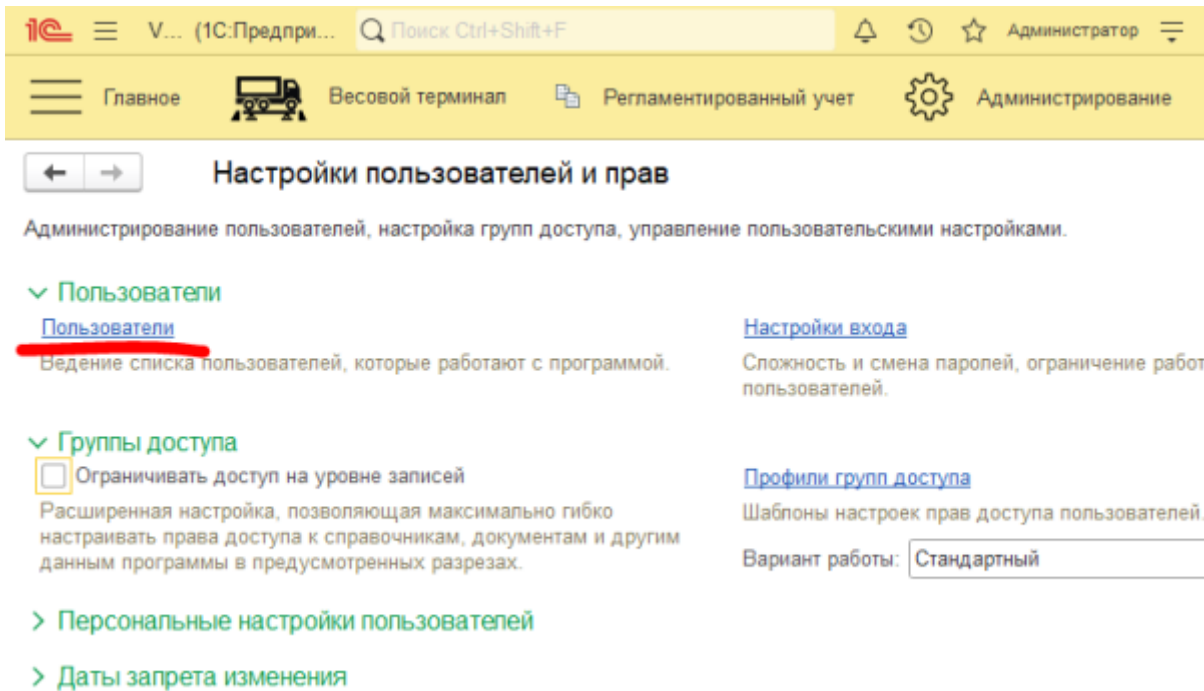 1С V... (1С:Предпри... Поиск Ctrl+Shift+F Администратор
Главное Весовой терминал Регламентированный учет Администрирование
Настройки пользователей и прав
Администрирование пользователей, настройка групп доступа, управление пользовательскими настройками.
Пользователи
Пользователи Настройки входа
Ведение списка пользователей, которые работают с программой. Сложность и смена паролей, ограничение работ
пользователей.
Группы доступа
Ограничивать доступ на уровне записей Профили групп доступа
Расширенная настройка, позволяющая максимально гибко Шаблоны настроек прав доступа пользователей.
настраивать права доступа к справочникам, документам и другим
данным программы в предусмотренных разрезах. Вариант работы: Стандартный
Персональные настройки пользователей
Даты запрета изменения